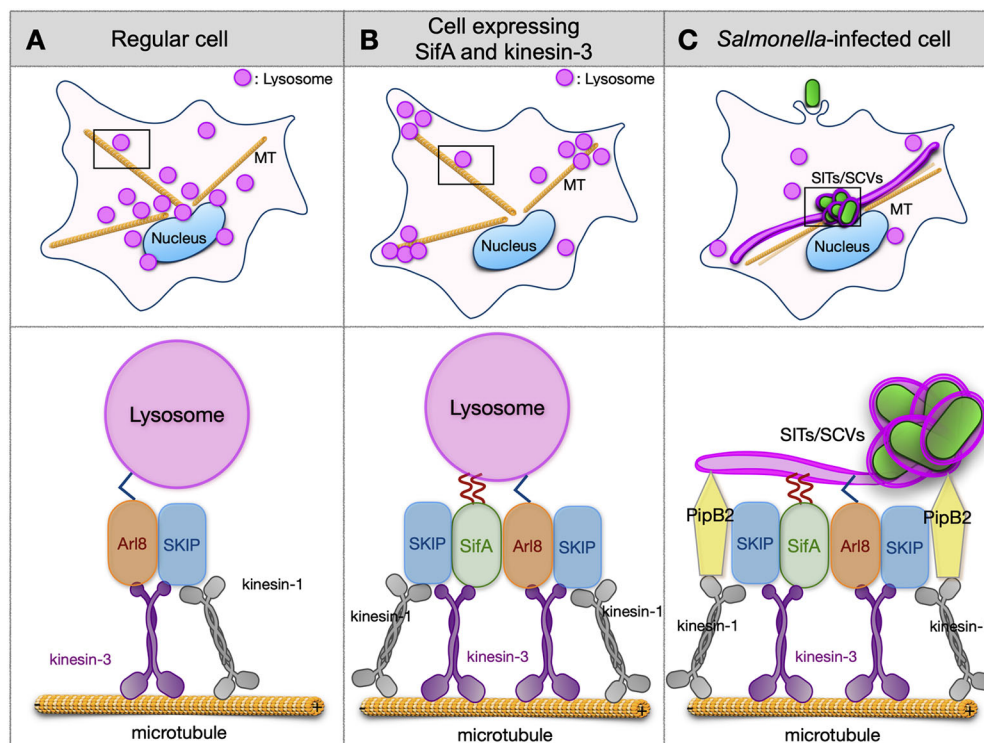 A Regular cell
B Cell expressing
SifA and kinesin-3
C Salmonella-infected cell
: Lysosome
MT
Nucleus
: Lysosome
MT
Nucleus
SITs/SCVs
MT
Nucleus
Lysosome
Arl8
SKIP
kinesin-1
kinesin-3
- +
microtubule
Lysosome
SKIP
SifA
Arl8
SKIP
kinesin-1
kinesin-1
kinesin-3
- +
microtubule
SITs/SCVs
PipB2
PipB2
SKIP
SifA
Arl8
SKIP
kinesin-1
kinesin-
kinesin-3
- +
microtubule